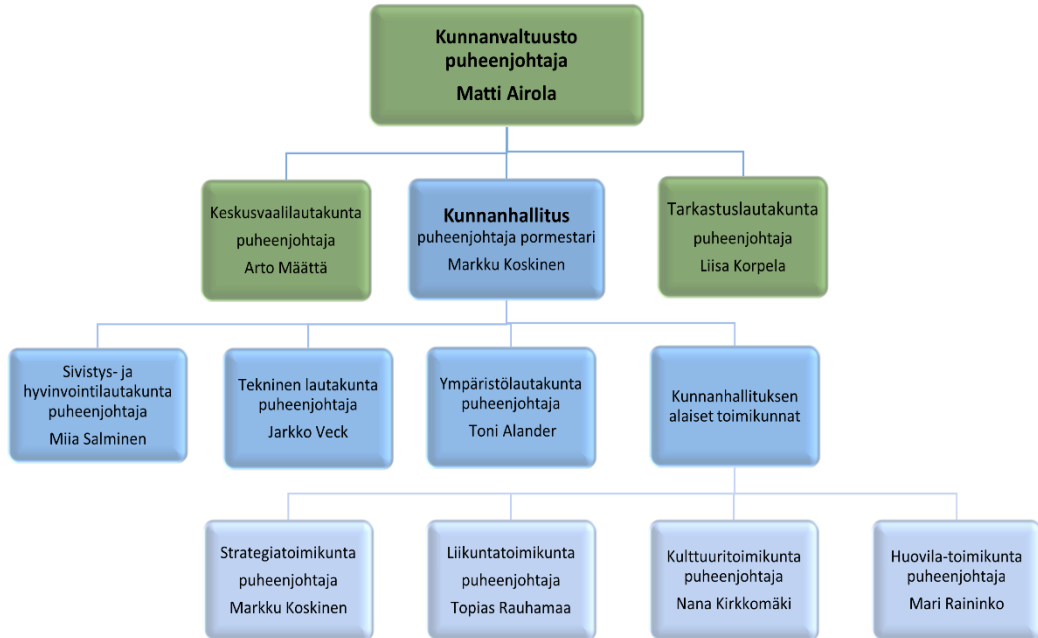 Kunnanvaltuusto
puheenjohtaja
Matti Airola
Keskusvaalilautakunta
puheenjohtaja
Arto Määttä
Kunnanhallitus
puheenjohtaja pormestari
Markku Koskinen
Tarkastuslautakunta
puheenjohtaja
Liisa Korpela
Sivistys- ja
hyvinvointilautakunta
puheenjohtaja
Miia Salminen
Tekninen lautakunta
puheenjohtaja
Jarkko Veck
Ympäristölautakunta
puheenjohtaja
Toni Alander
Kunnanhallituksen
alaiset toimikunnat
Strategiatoimikunta
puheenjohtaja
Markku Koskinen
Liikuntatoimikunta
puheenjohtaja
Topias Rauhamaa
Kulttuuritoimikunta
puheenjohtaja
Nana Kirkkomäki
Huovila-toimikunta
puheenjohtaja
Mari Raininko